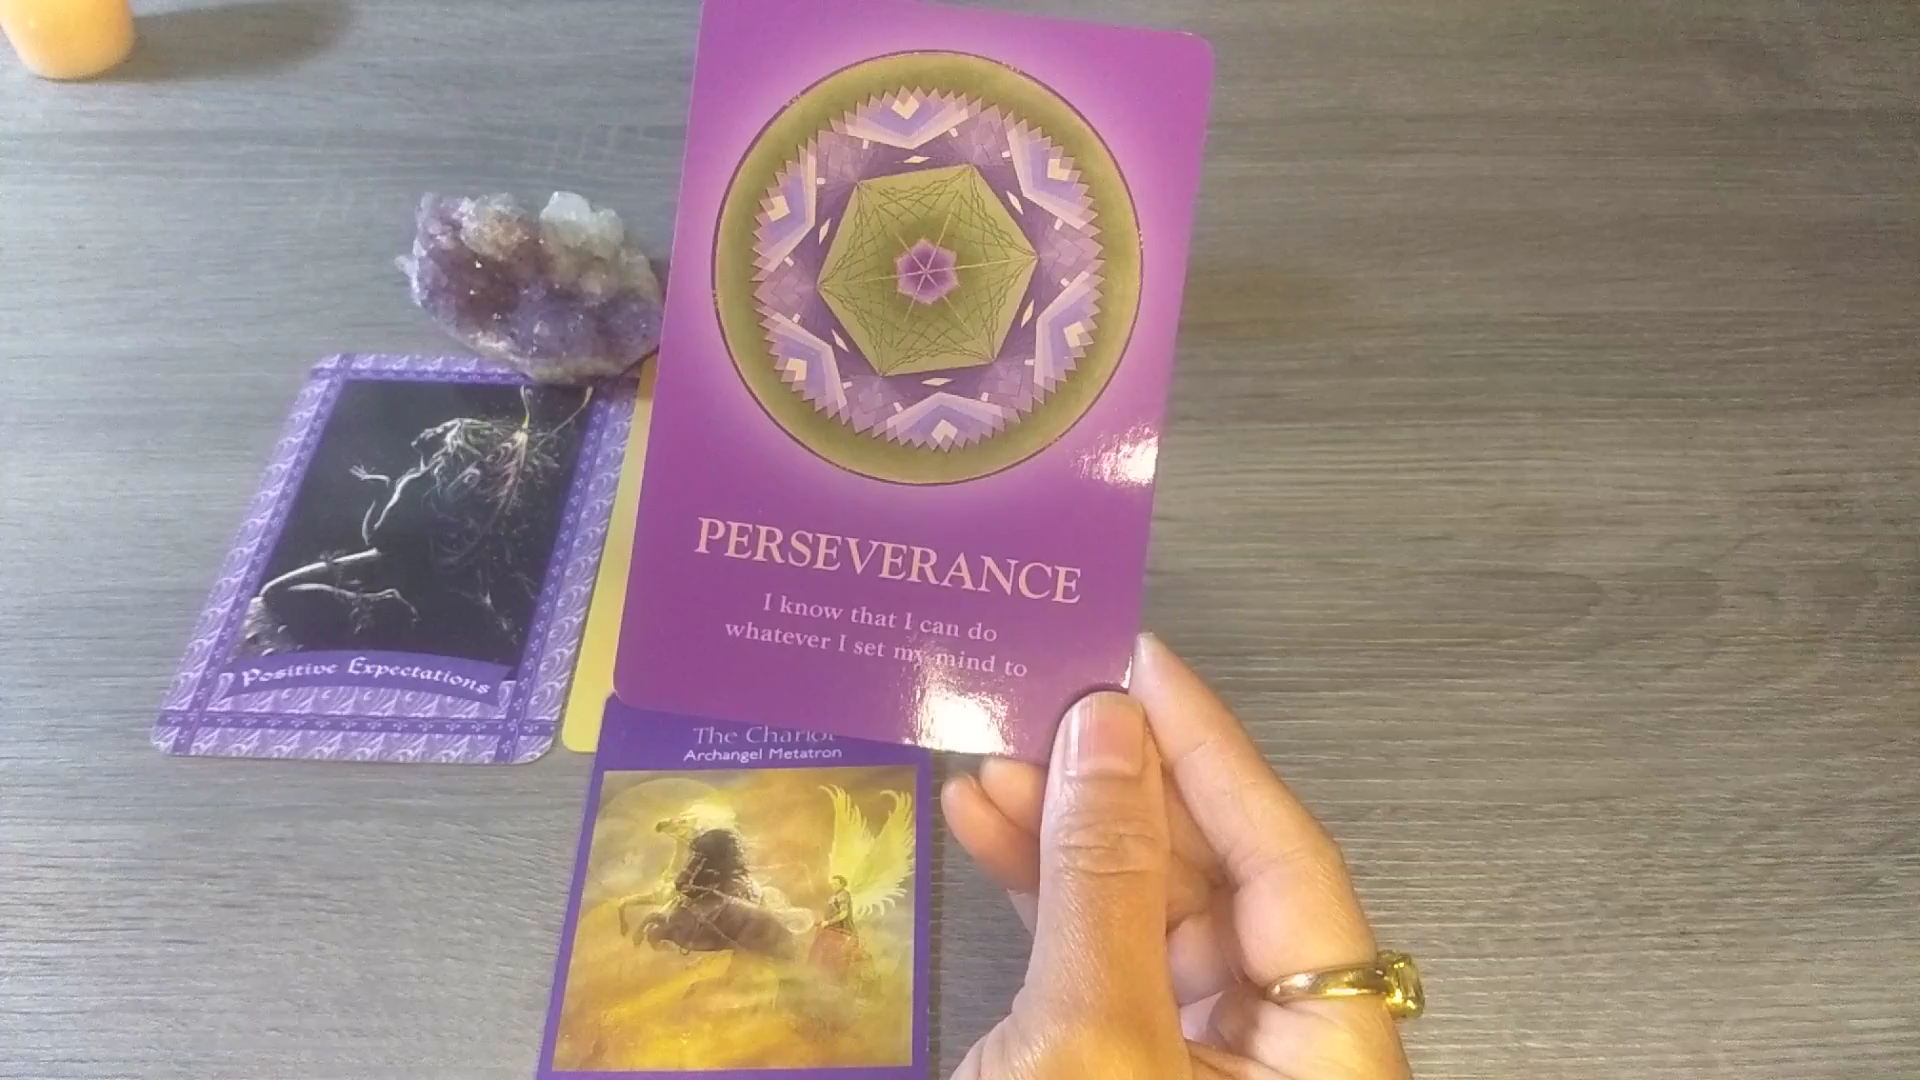 PERSEVERANCE
I know that I can do
whatever I set my mind to
Positive Expectations
The Chariot
Archangel Metatron